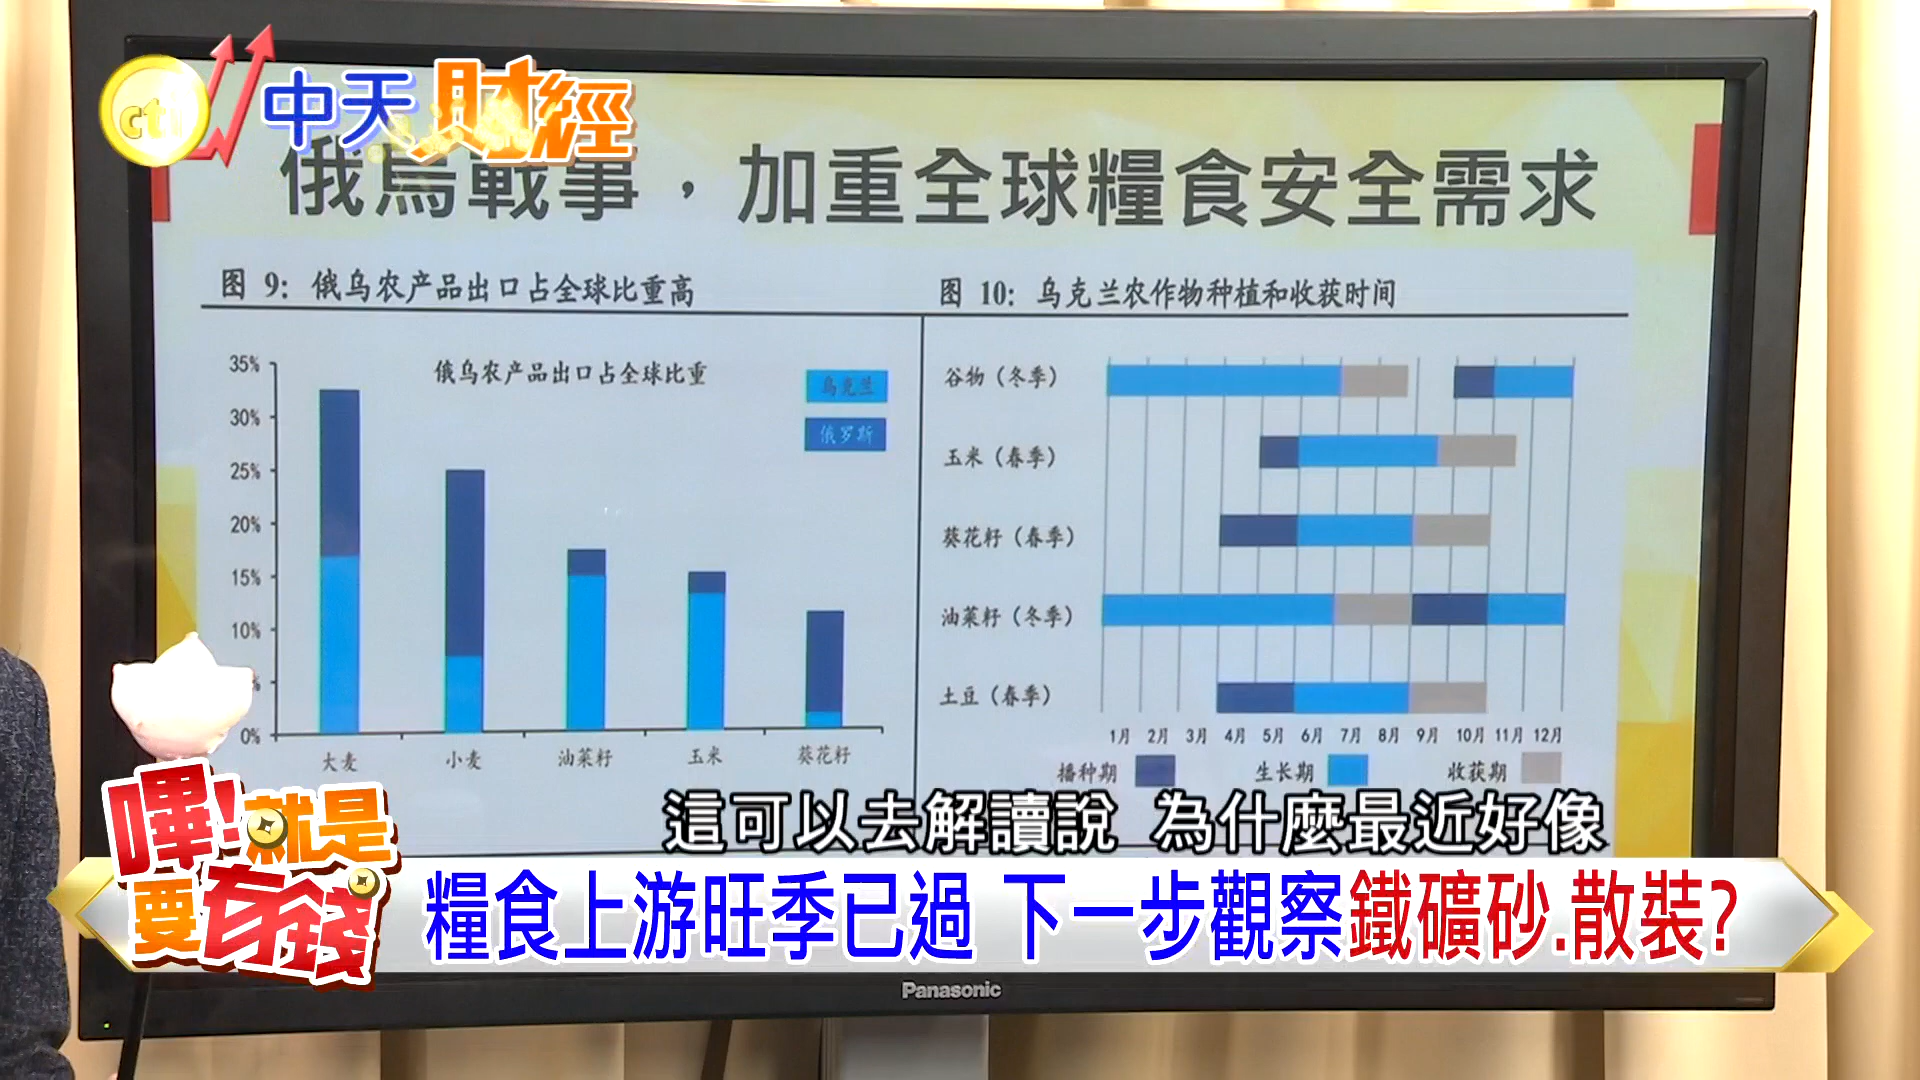 cti 中天財經
俄烏戰事，加重全球糧食安全需求
图 9: 俄乌农产品出口占全球比重高
图 10: 乌克兰农作物种植和收获时间
俄乌农产品出口占全球比重
乌克兰
俄罗斯
35%
30%
25%
20%
15%
10%
%
0%
大麦 小麦 油菜籽 玉米 葵花籽
谷物（冬季）
玉米（春季）
葵花籽（春季）
油菜籽（冬季）
土豆（春季）
1月 2月 3月 4月 5月 6月 7月 8月 9月 10月 11月 12月
播种期 生长期 收获期
這可以去解讀說 為什麼最近好像
嗶!就是
要有錢
糧食上游旺季已過 下一步觀察鐵礦砂.散裝?
Panasonic